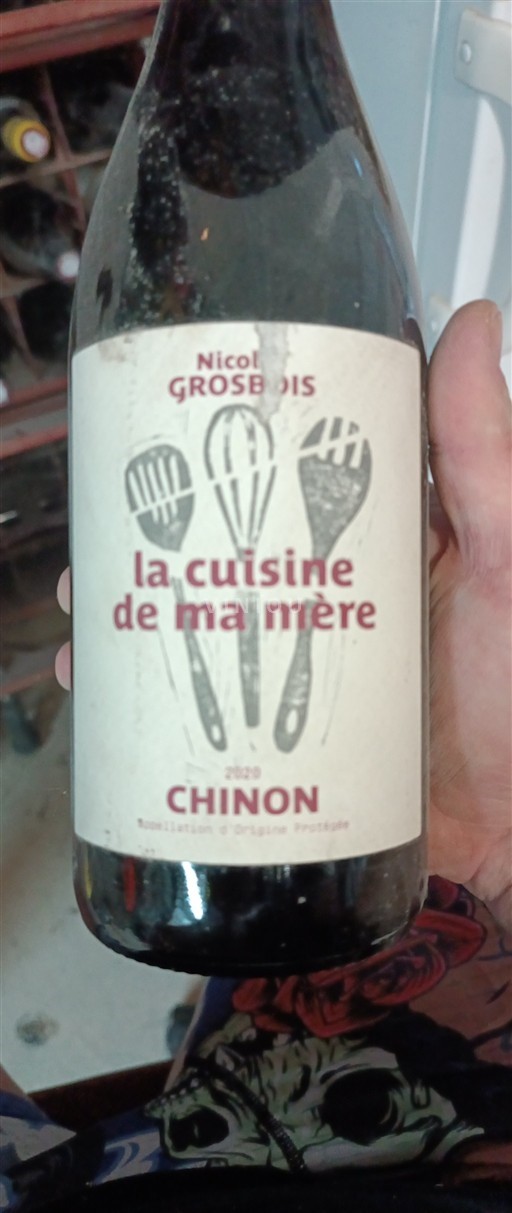 Nicol
GROSBOIS
la cuisine
de ma mère
2020
CHINON
Appellation d'Origine Protégée